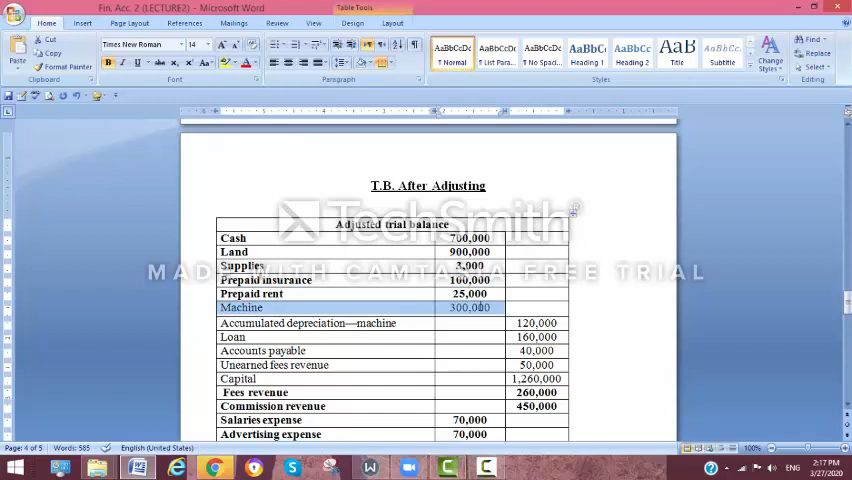 Fin. Acc. 2 (LECTURE2) - Microsoft Word
Table Tools
Home Insert Page Layout References Mailings Review View Design Layout
Cut
Copy
Format Painter
Paste
Times New Roman 14
AaBbCcDc AaBbCcDc AaBbCcDc AaBbC AaBbCc AaB AaBbCcI
¶ Normal ¶ List Para... ¶ No Spaci... Heading 1 Heading 2 Title Subtitle
Change Styles
Find
Replace
Select
Clipboard Font Paragraph Styles Editing
T.B. After Adjusting
TechSmith®
MADE WITH CAMTASIA FREE TRIAL
Adjusted trial balance
Cash 700,000
Land 900,000
Supplies 3,000
Prepaid insurance 100,000
Prepaid rent 25,000
Machine 300,000
Accumulated depreciation—machine 120,000
Loan 160,000
Accounts payable 40,000
Unearned fees revenue 50,000
Capital 1,260,000
Fees revenue 260,000
Commission revenue 450,000
Salaries expense 70,000
Advertising expense 70,000
Page: 4 of 5 Words: 585 English (United States) 100%
ENG
2:17 PM
3/27/2020